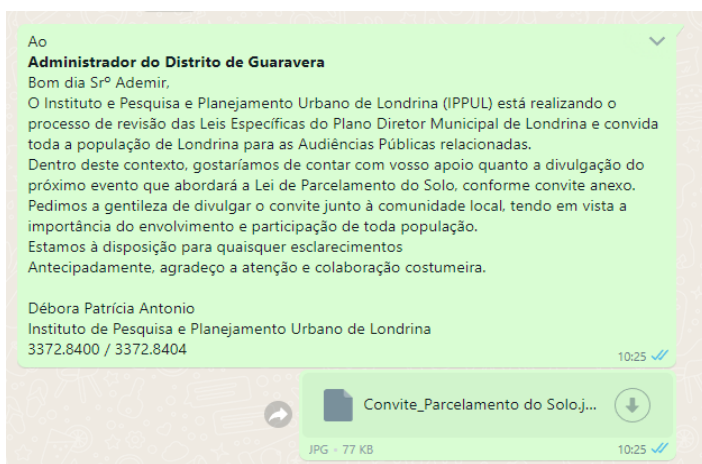 Ao
Administrador do Distrito de Guaravera
Bom dia Srº Ademir,
O Instituto e Pesquisa e Planejamento Urbano de Londrina (IPPUL) está realizando o
processo de revisão das Leis Específicas do Plano Diretor Municipal de Londrina e convida
toda a população de Londrina para as Audiências Públicas relacionadas.
Dentro deste contexto, gostaríamos de contar com vosso apoio quanto a divulgação do
próximo evento que abordará a Lei de Parcelamento do Solo, conforme convite anexo.
Pedimos a gentileza de divulgar o convite junto à comunidade local, tendo em vista a
importância do envolvimento e participação de toda população.
Estamos à disposição para quaisquer esclarecimentos
Antecipadamente, agradeço a atenção e colaboração costumeira.
Débora Patrícia Antonio
Instituto de Pesquisa e Planejamento Urbano de Londrina
3372.8400 / 3372.8404
10:25
Convite_Parcelamento do Solo.j...
JPG • 77 KB
10:25